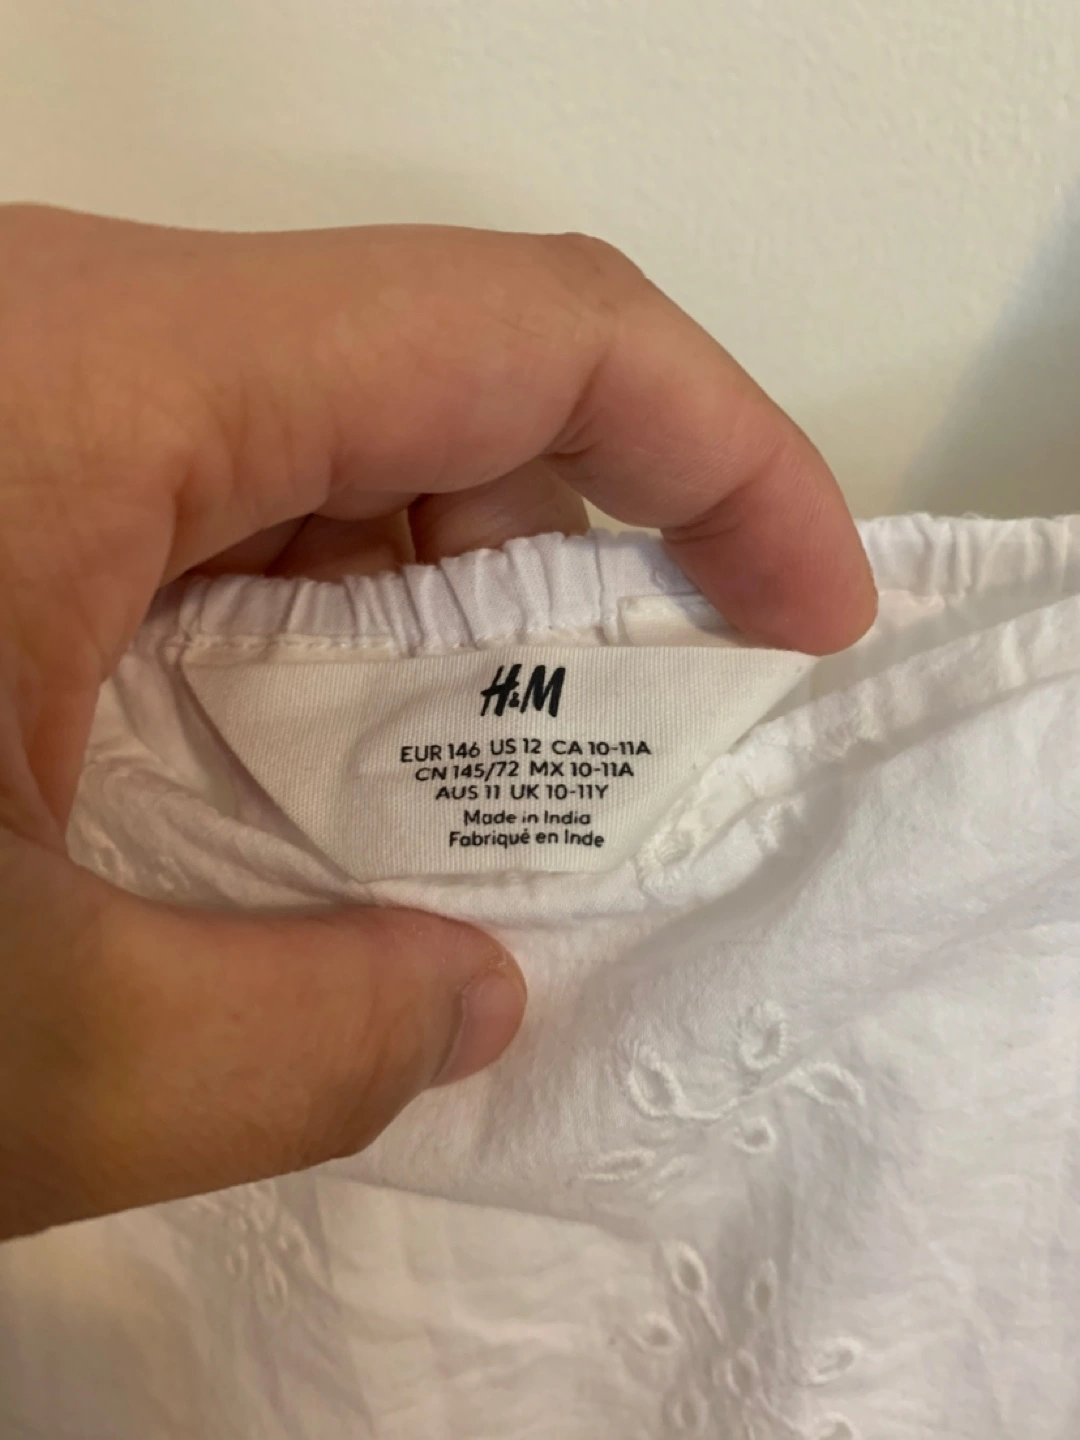 H&M
EUR 146 US 12 CA 10-11A
CN 145/72 MX 10-11A
AUS 11 UK 10-11Y
Made in India
Fabriqué en Inde